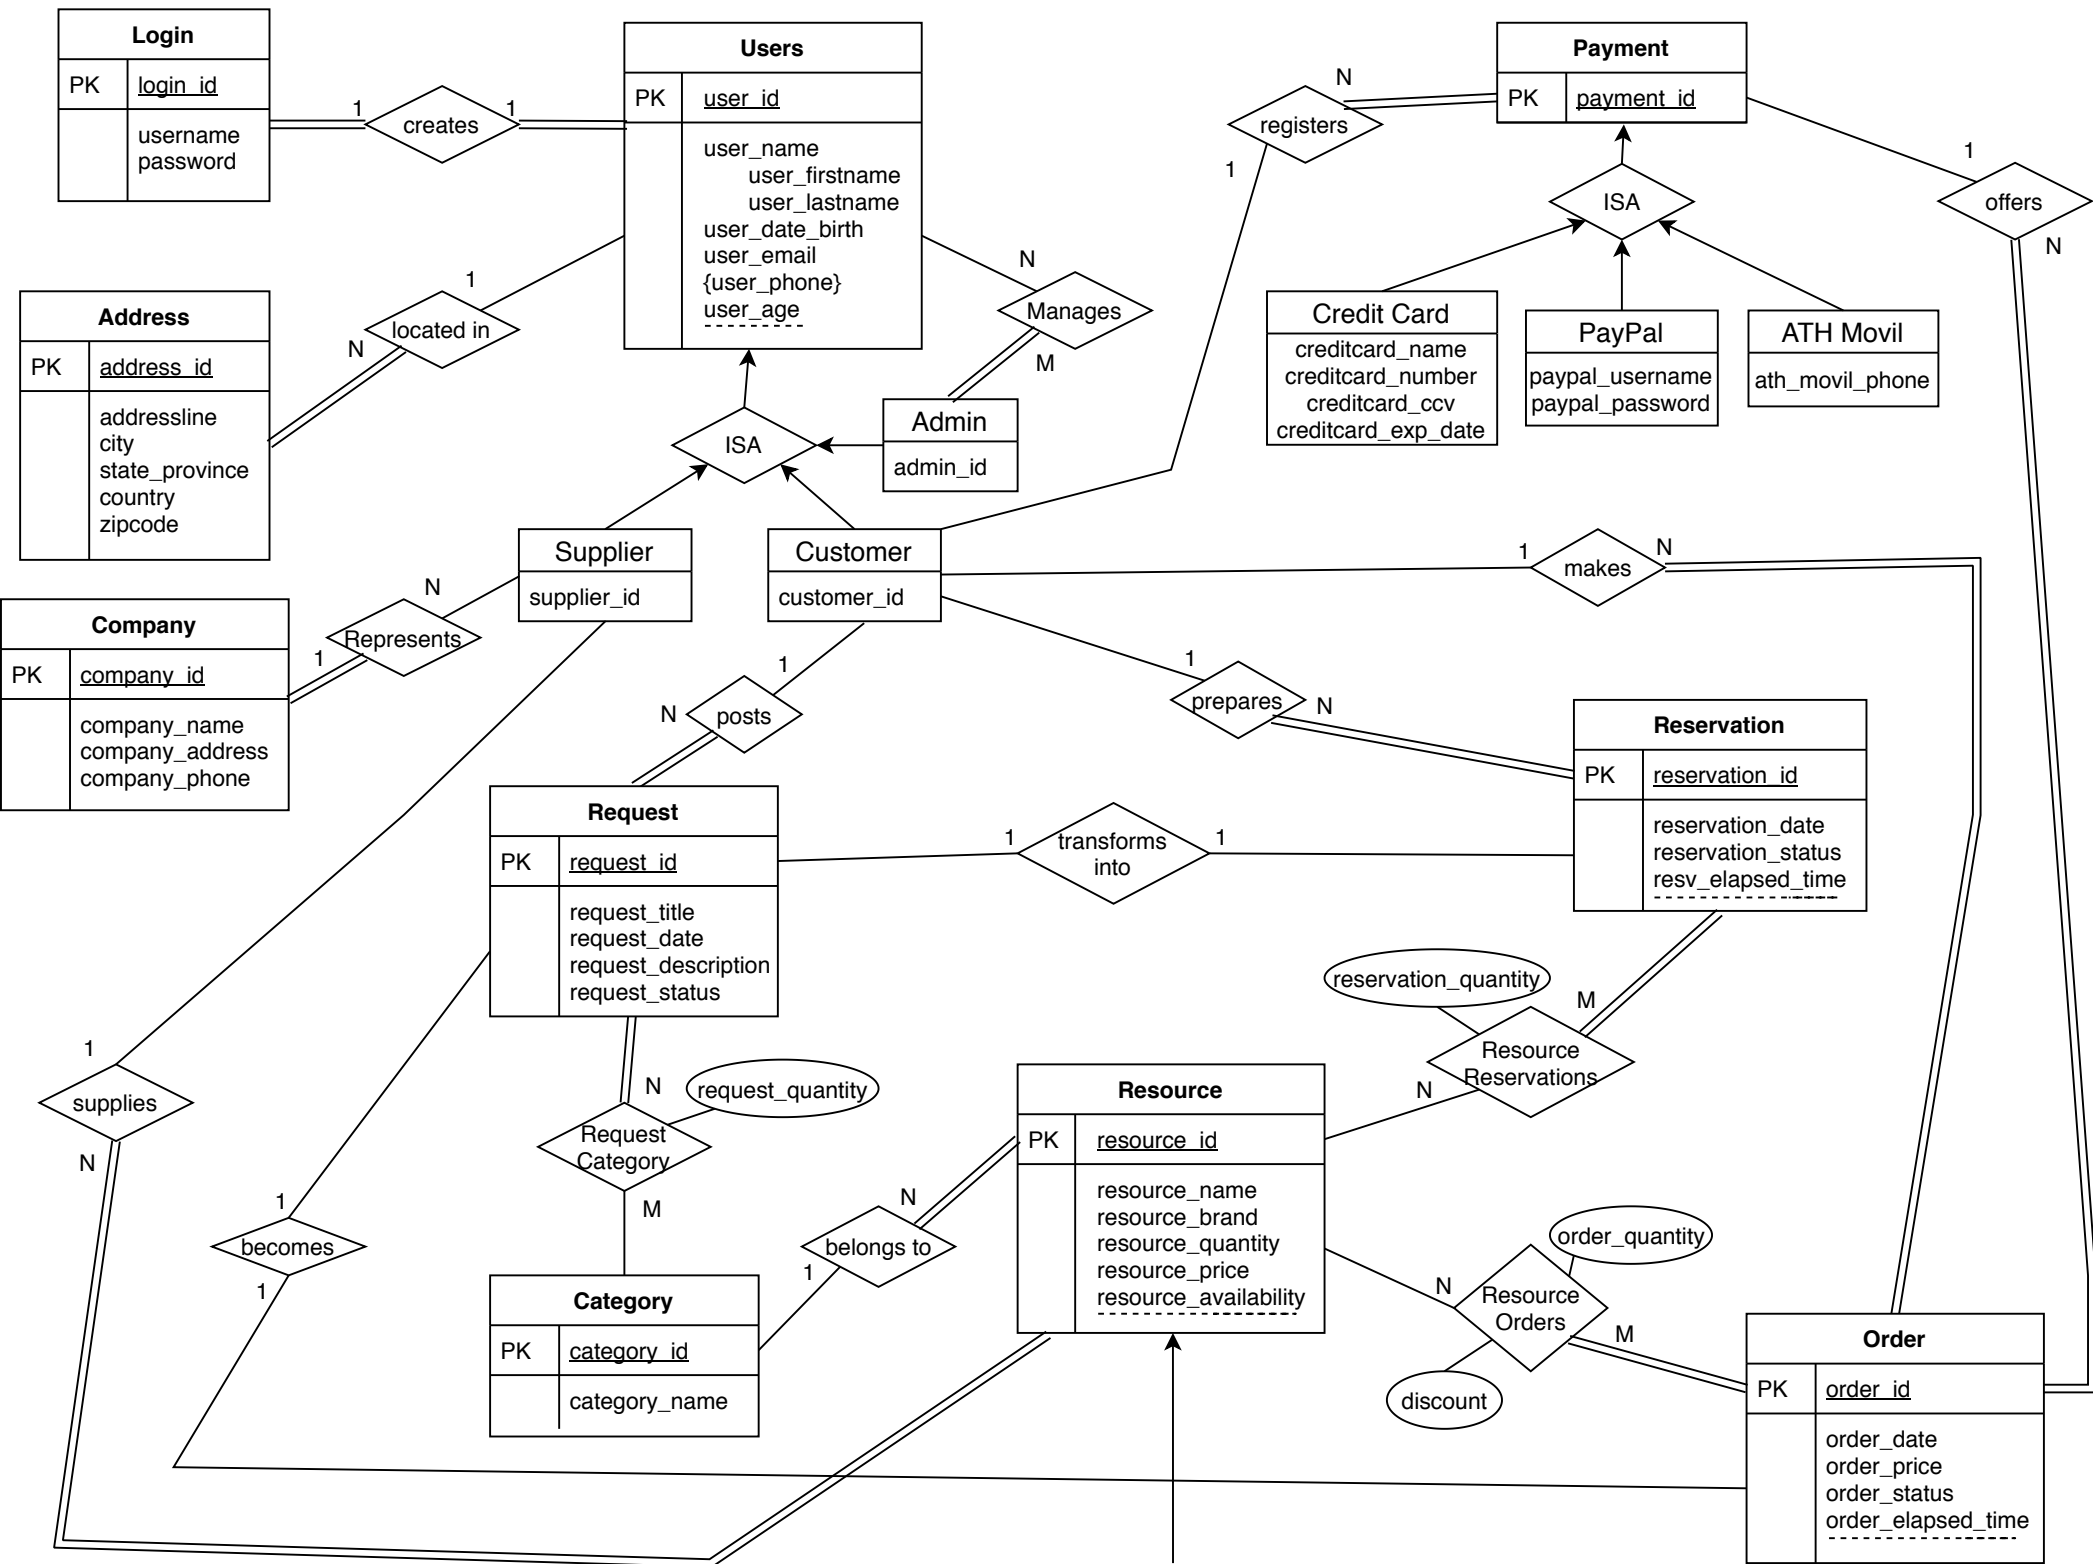 Login
PK login_id
username
password
1
creates
1
Users
PK user_id
user_name
user_firstname
user_lastname
user_date_birth
user_email
{user_phone}
user_age
N
registers
1
Payment
PK payment_id
ISA
1
offers
N
Credit Card
creditcard_name
creditcard_number
creditcard_ccv
creditcard_exp_date
PayPal
paypal_username
paypal_password
ATH Movil
ath_movil_phone
1
located in
N
Address
PK address_id
addressline
city
state_province
country
zipcode
N
Manages
M
Admin
admin_id
ISA
Supplier
supplier_id
Customer
customer_id
1
makes
N
N
Represents
1
Company
PK company_id
company_name
company_address
company_phone
1
posts
N
1
prepares
N
Reservation
PK reservation_id
reservation_date
reservation_status
resv_elapsed_time
Request
PK request_id
request_title
request_date
request_description
request_status
1
transforms
into
1
reservation_quantity
M
Resource
Reservations
N
1
supplies
N
N
request_quantity
Request
Category
M
Resource
PK resource_id
resource_name
resource_brand
resource_quantity
resource_price
resource_availability
1
becomes
1
N
belongs to
1
Category
PK category_id
category_name
order_quantity
N
Resource
Orders
M
discount
Order
PK order_id
order_date
order_price
order_status
order_elapsed_time